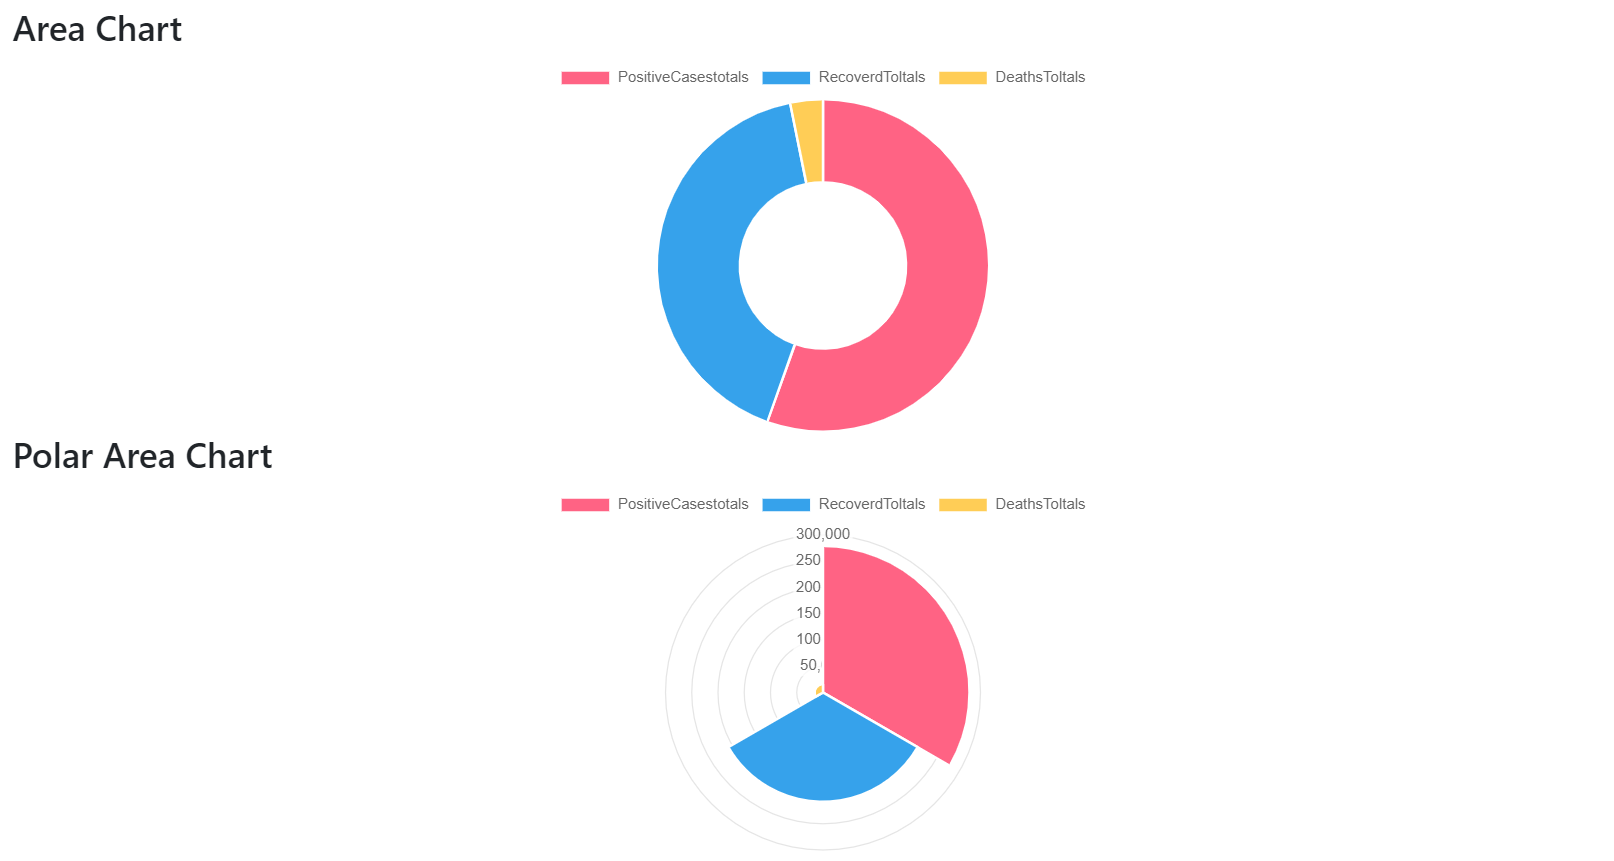 Area Chart
PositiveCasestotals RecoverdToltals DeathsToltals
Polar Area Chart
PositiveCasestotals RecoverdToltals DeathsToltals
300,000
250
200
150
100
50,